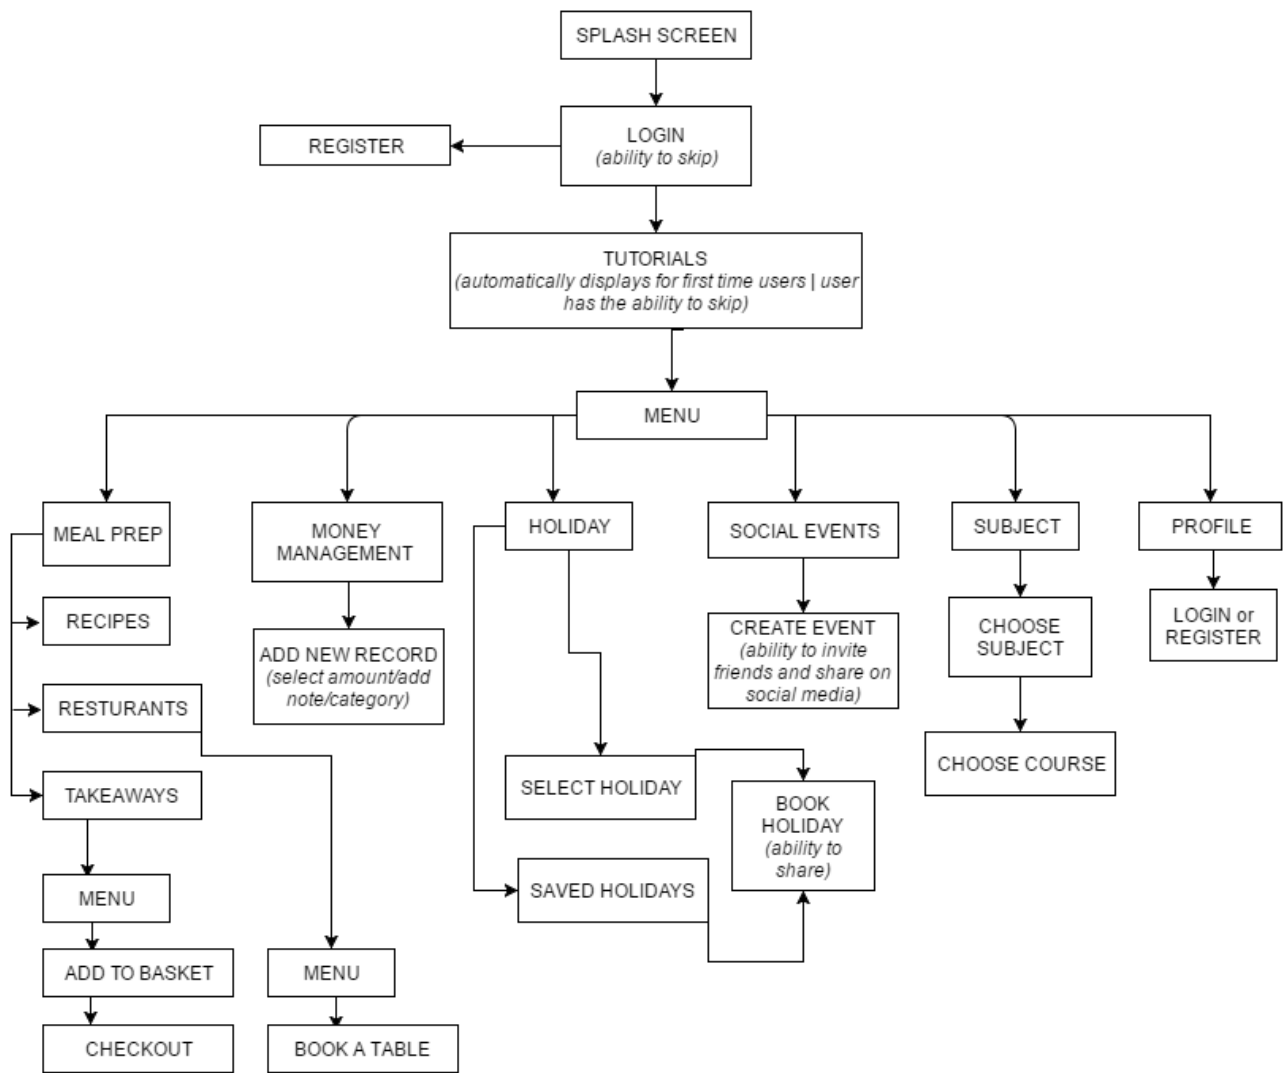 SPLASH SCREEN
LOGIN
(ability to skip)
REGISTER
TUTORIALS
(automatically displays for first time users | user
has the ability to skip)
MENU
MEAL PREP
MONEY
MANAGEMENT
HOLIDAY
SOCIAL EVENTS
SUBJECT
PROFILE
RECIPES
ADD NEW RECORD
(select amount/add
note/category)
CREATE EVENT
(ability to invite
friends and share on
social media)
CHOOSE
SUBJECT
LOGIN or
REGISTER
RESTURANTS
TAKEAWAYS
SELECT HOLIDAY
BOOK
HOLIDAY
(ability to
share)
CHOOSE COURSE
MENU
SAVED HOLIDAYS
ADD TO BASKET
MENU
CHECKOUT
BOOK A TABLE